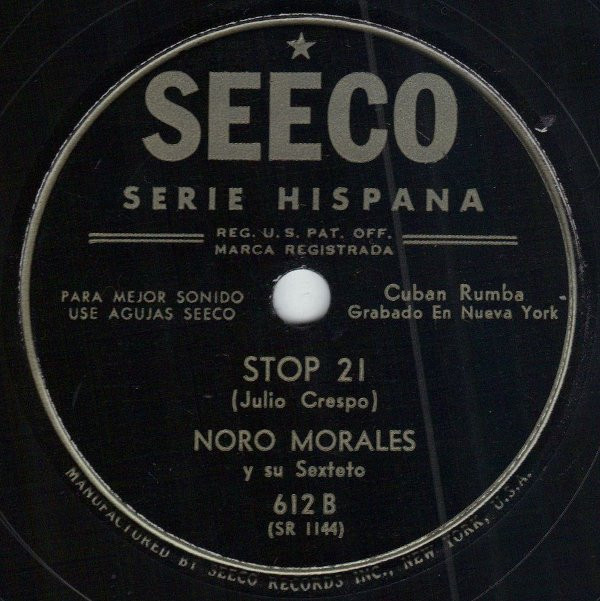 SEECO
SERIE HISPANA
REG. U.S. PAT. OFF.
MARCA REGISTRADA
PARA MEJOR SONIDO
USE AGUJAS SEECO
Cuban Rumba
Grabado En Nueva York
STOP 21
(Julio Crespo)
NORO MORALES
y su Sexteto
612 B
(SR 1144)
MANUFACTURED BY SEECO RECORDS INC., NEW YORK, U.S.A.